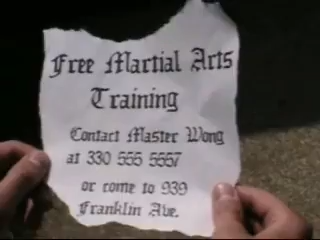 Free Martial Arts
Training
Contact Master Wong
at 330 555 5557
or come to 939
Franklin Ave.